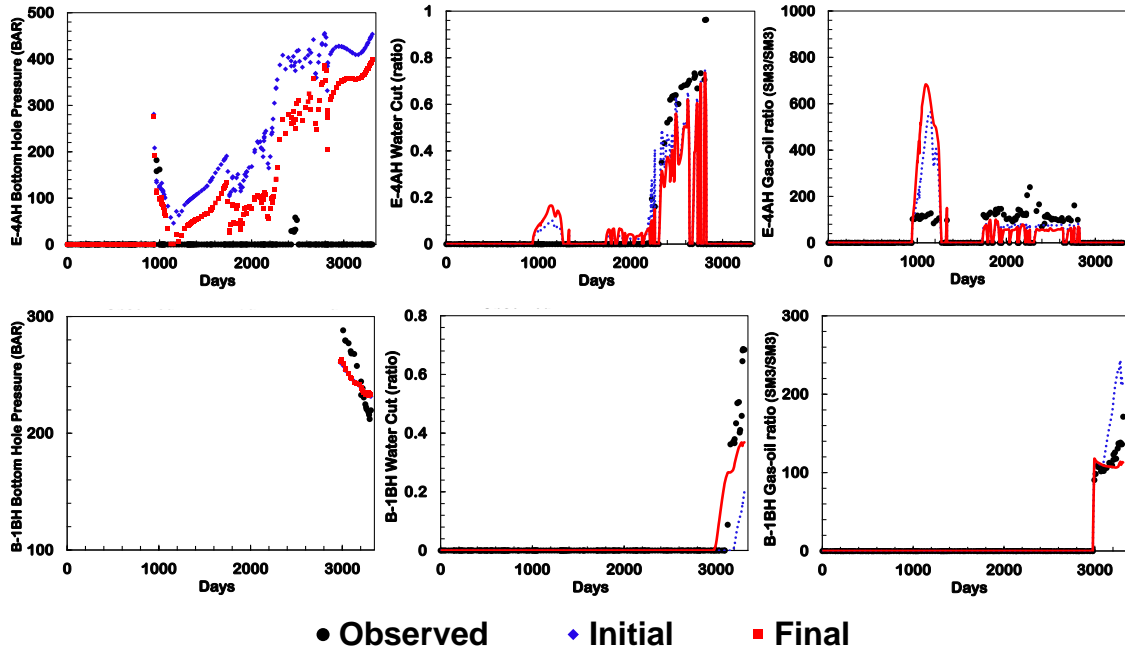 E-4AH Bottom Hole Pressure (BAR)
500
400
300
200
100
0
0 1000 2000 3000
Days
E-4AH Water Cut (ratio)
1
0.8
0.6
0.4
0.2
0
0 1000 2000 3000
Days
E-4AH Gas-oil ratio (SM3/SM3)
1000
800
600
400
200
0
0 1000 2000 3000
Days
B-1BH Bottom Hole Pressure (BAR)
300
200
100
0 1000 2000 3000
Days
B-1BH Water Cut (ratio)
0.8
0.6
0.4
0.2
0
0 1000 2000 3000
Days
B-1BH Gas-oil ratio (SM3/SM3)
300
200
100
0
0 1000 2000 3000
Days
Observed Initial Final